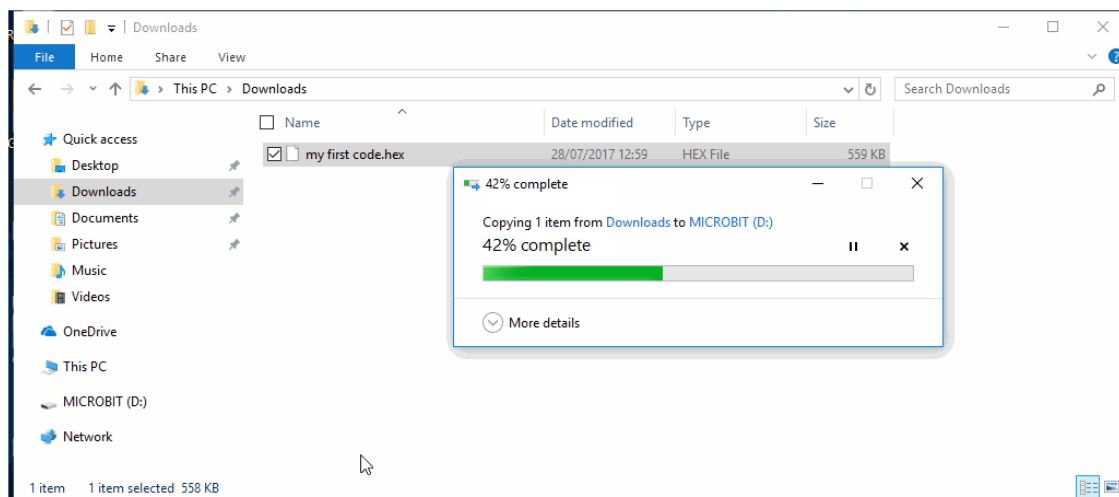 Downloads
File Home Share View
This PC > Downloads
Search Downloads
Name Date modified Type Size
my first code.hex 28/07/2017 12:59 HEX File 559 KB
Quick access
Desktop
Downloads
Documents
Pictures
Music
Videos
OneDrive
This PC
MICROBIT (D:)
Network
42% complete
Copying 1 item from Downloads to MICROBIT (D:)
42% complete
More details
1 item 1 item selected 558 KB